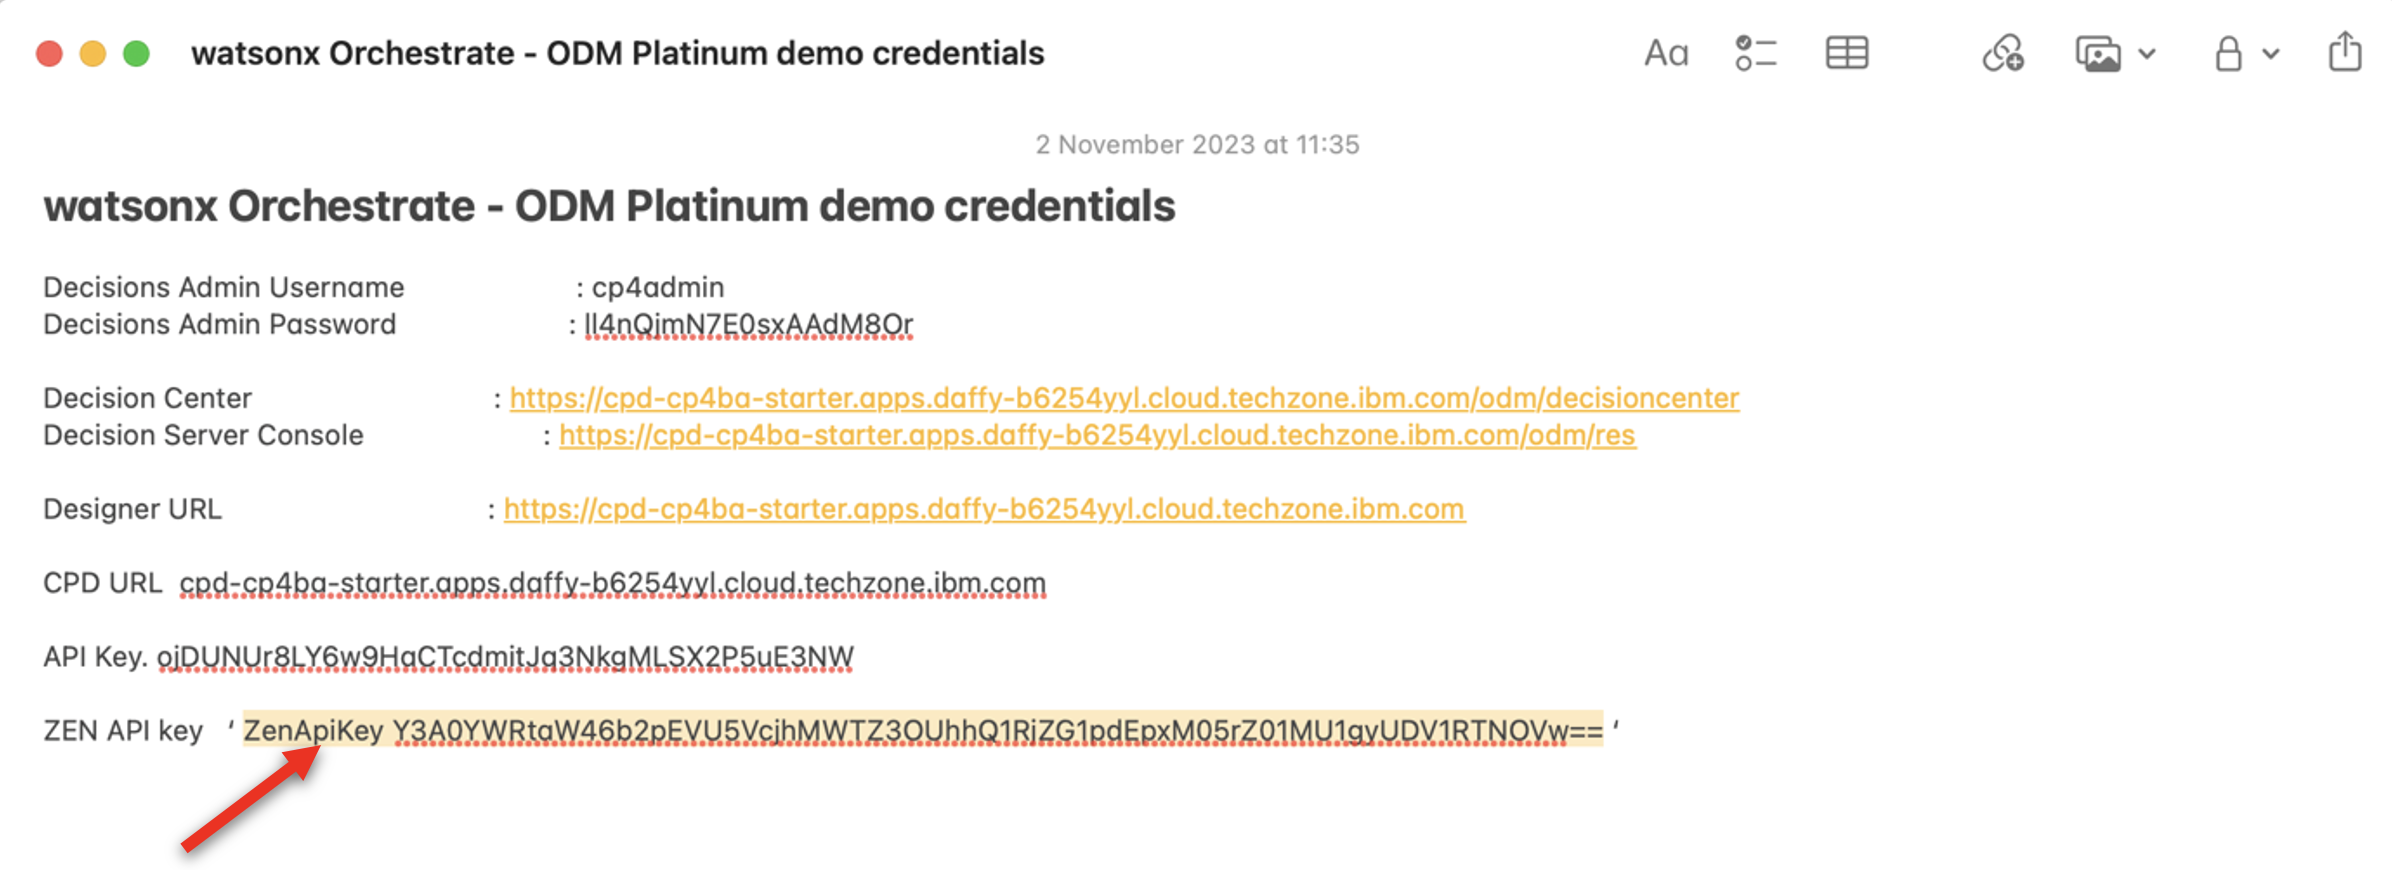 watsonx Orchestrate - ODM Platinum demo credentials
Aa
2 November 2023 at 11:35
watsonx Orchestrate - ODM Platinum demo credentials
Decisions Admin Username : cp4admin
Decisions Admin Password : ll4nQjmN7E0sxAAdM8Or
Decision Center : https://cpd-cp4ba-starter.apps.daffy-b6254yyl.cloud.techzone.ibm.com/odm/decisioncenter
Decision Server Console : https://cpd-cp4ba-starter.apps.daffy-b6254yyl.cloud.techzone.ibm.com/odm/res
Designer URL : https://cpd-cp4ba-starter.apps.daffy-b6254yyl.cloud.techzone.ibm.com
CPD URL cpd-cp4ba-starter.apps.daffy-b6254yyl.cloud.techzone.ibm.com
API Key. ojDUNUr8LY6w9HaCTcdmitJq3NkgMLSX2P5uE3NW
ZEN API key ‘ ZenApiKey Y3A0YWRtaW46b2pEVU5VcjhMWTZ3OUhhQ1RjZG1pdEpxM05rZ01MU1gyUDV1RTNOVw== ‘